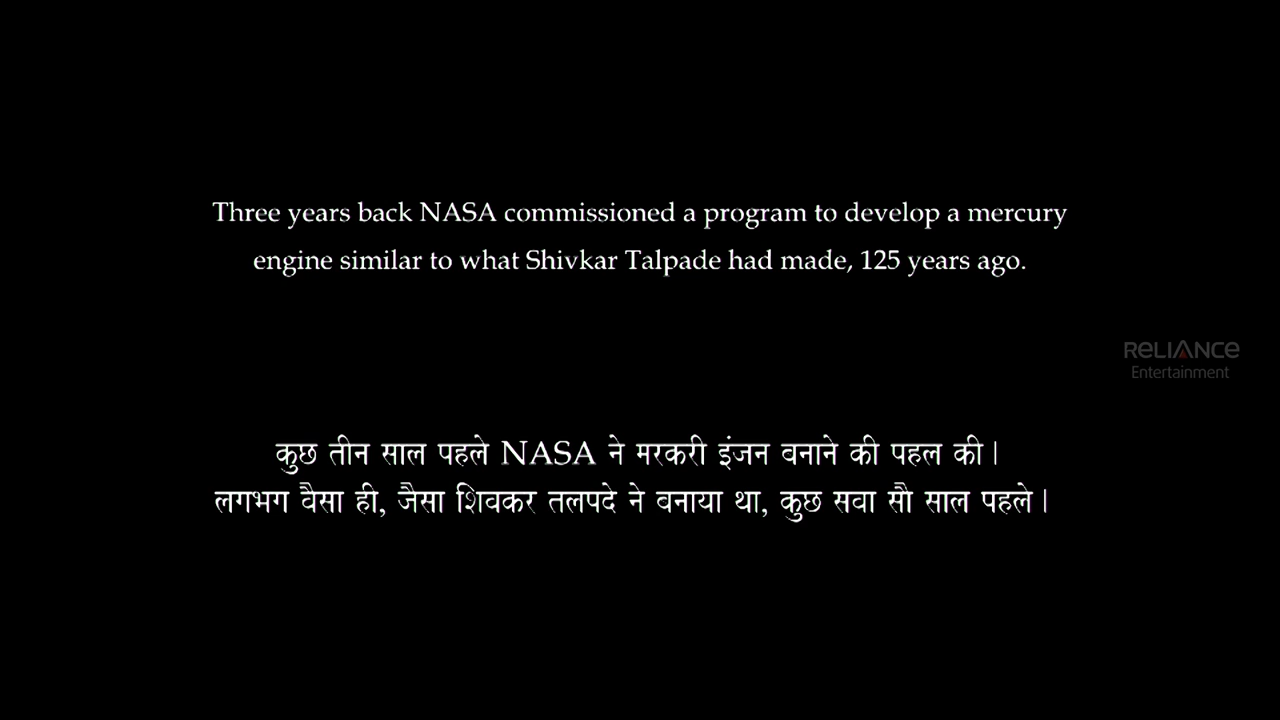 Three years back NASA commissioned a program to develop a mercury
engine similar to what Shivkar Talpade had made, 125 years ago.
RELIANCE
Entertainment
कुछ तीन साल पहले NASA ने मरकरी इंजन बनाने की पहल की।
लगभग वैसा ही, जैसा शिवकर तलपदे ने बनाया था, कुछ सवा सौ साल पहले।